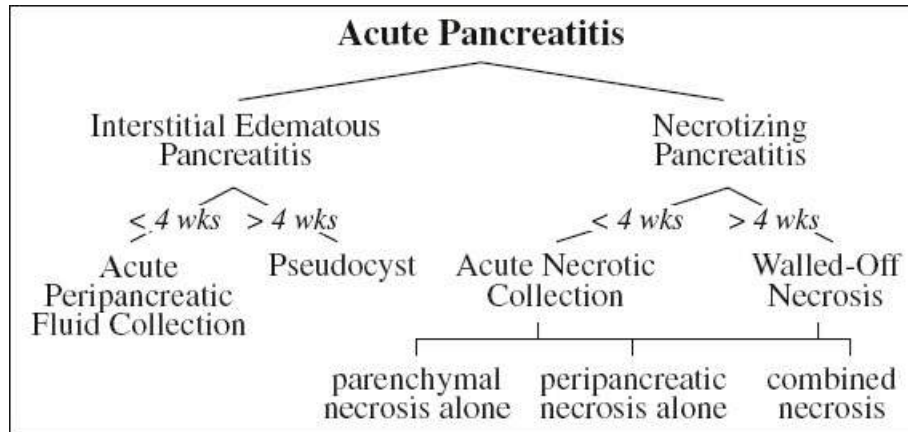 Acute Pancreatitis
Interstitial Edematous
Pancreatitis
Necrotizing
Pancreatitis
< 4 wks > 4 wks
< 4 wks > 4 wks
Acute
Peripancreatic
Fluid Collection
Pseudocyst
Acute Necrotic
Collection
Walled-Off
Necrosis
parenchymal
necrosis alone
peripancreatic
necrosis alone
combined
necrosis